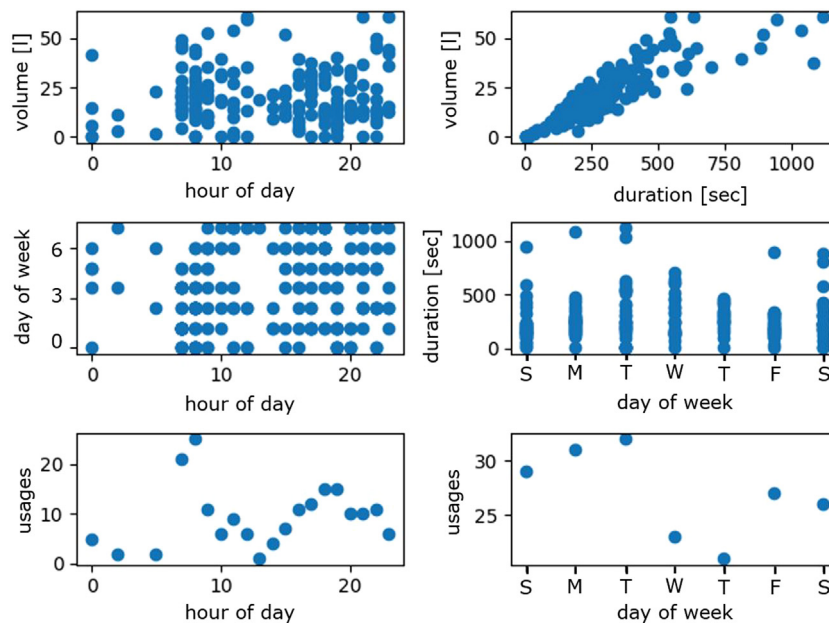 volume [l]
50
25
0
0 10 20
hour of day
volume [l]
50
25
0
0 250 500 750 1000
duration [sec]
day of week
6
3
0
0 10 20
hour of day
duration [sec]
1000
500
0
S M T W T F S
day of week
usages
20
10
0
0 10 20
hour of day
usages
30
25
S M T W T F S
day of week